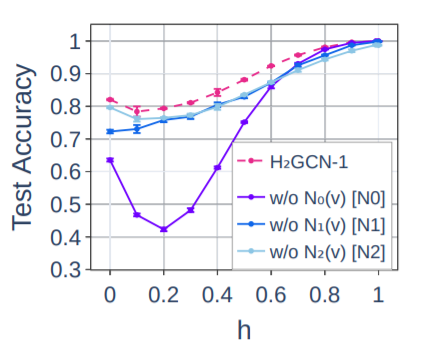 Test Accuracy
1
0.9
0.8
0.7
0.6
0.5
0.4
0.3
0 0.2 0.4 0.6 0.8 1
h
H₂GCN-1
w/o N₀(v) [N0]
w/o N₁(v) [N1]
w/o N₂(v) [N2]